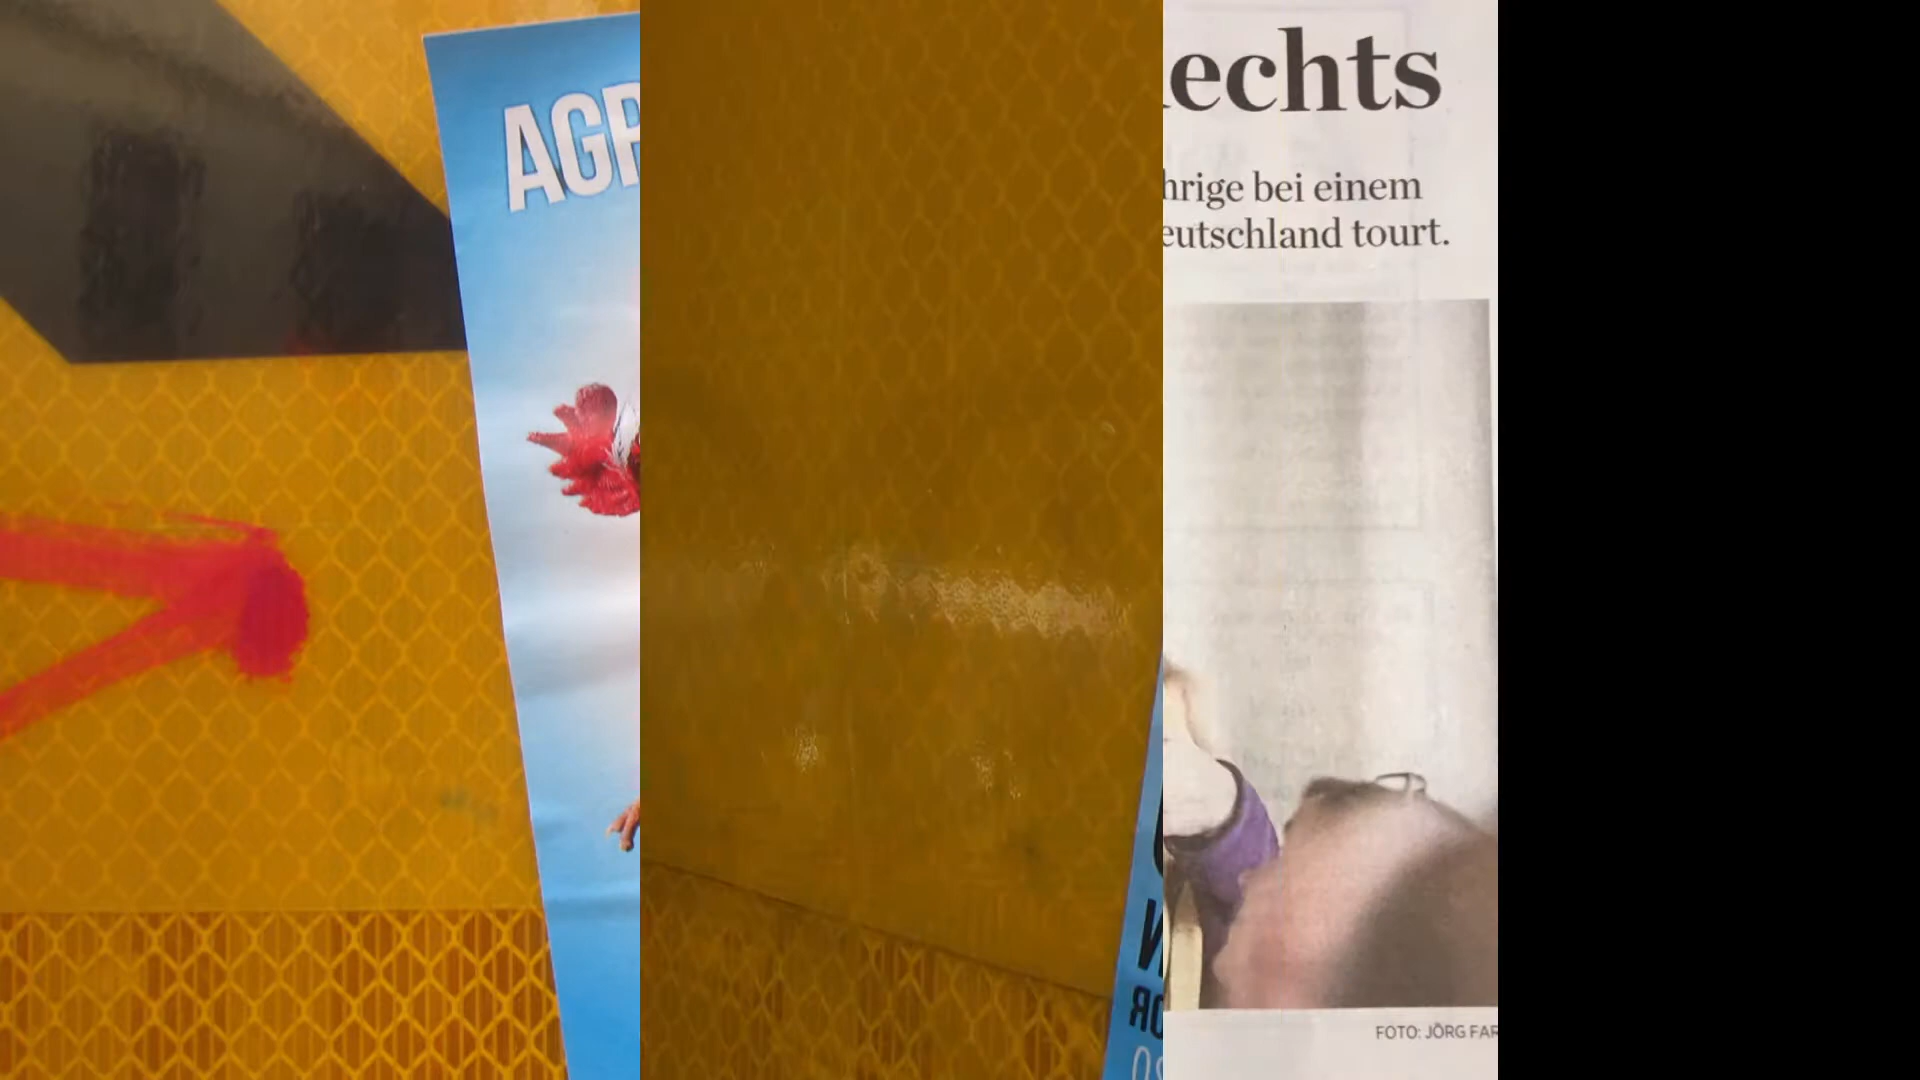 AGR
echts
hrige bei einem
eutschland tourt.
FOTO: JÖRG FAR